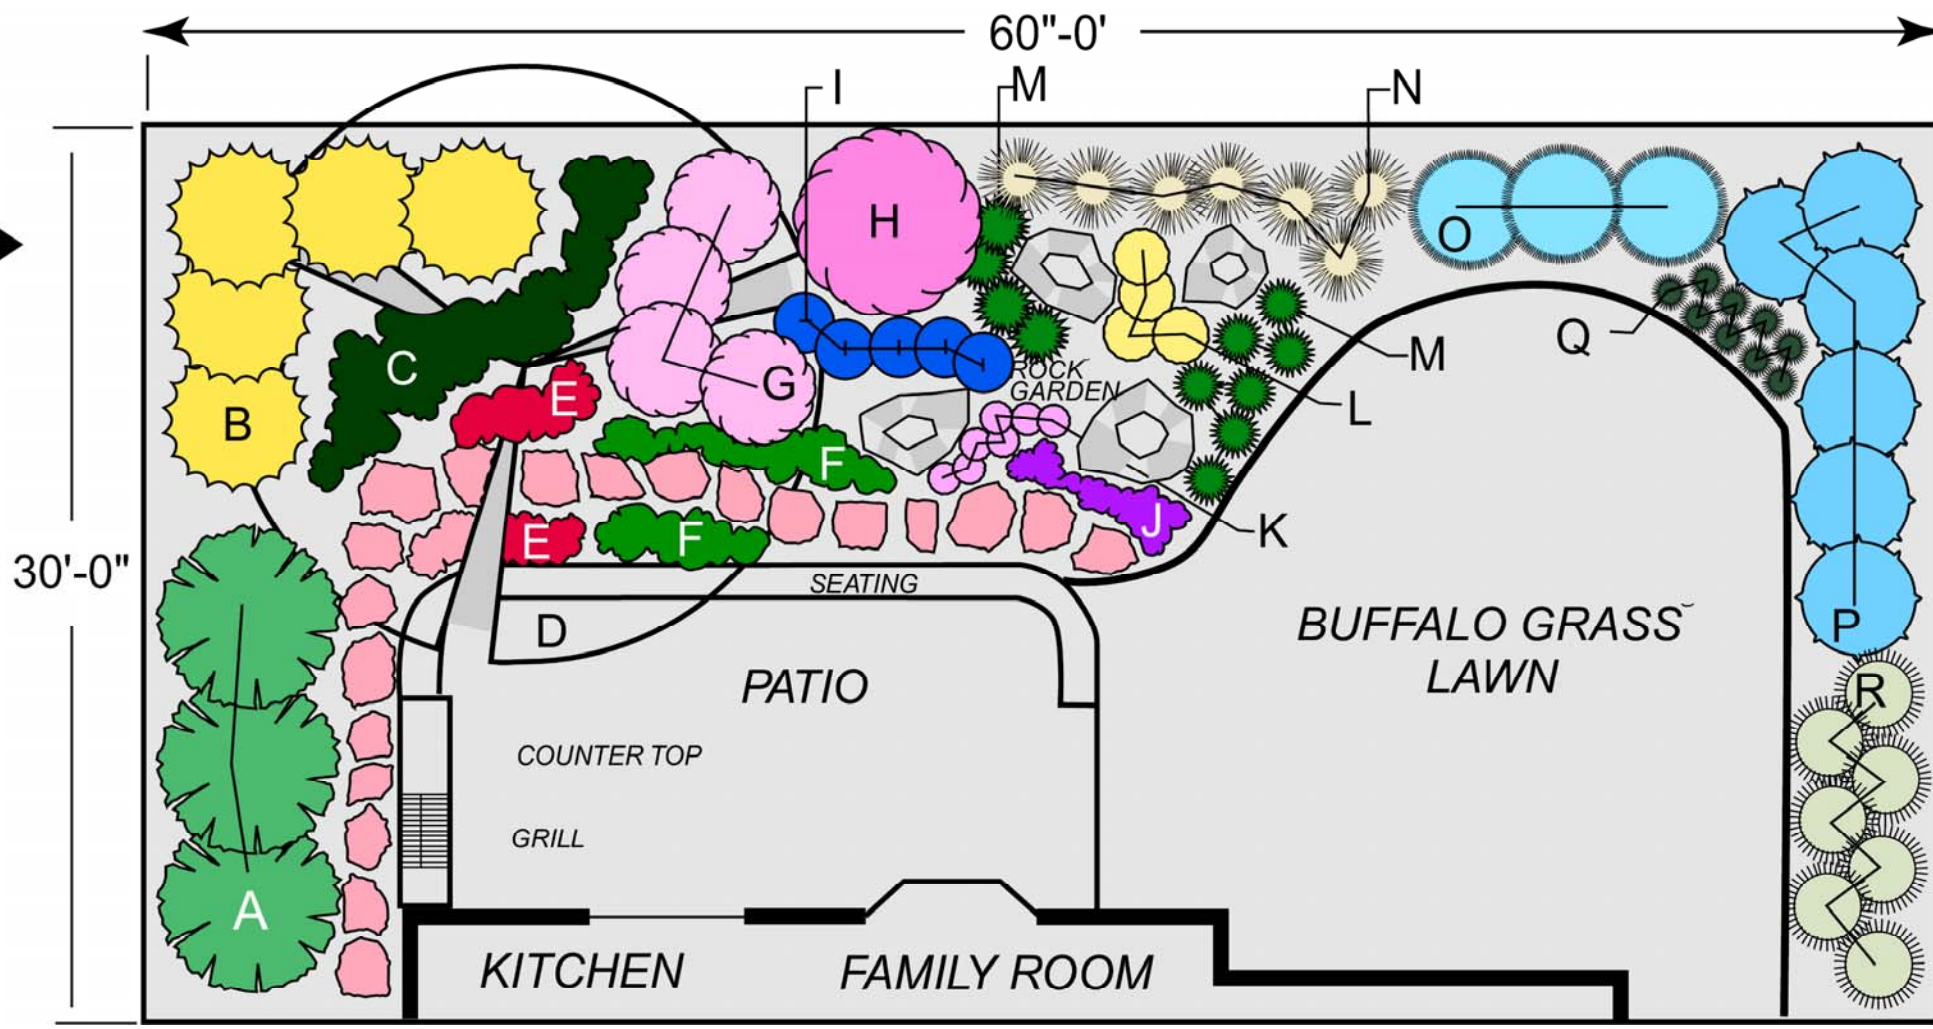 60"-0'
I
M
N
H
O
C
B
G
E
ROCK
GARDEN
Q
M
L
F
E
F
J
K
30'-0"
SEATING
D
P
BUFFALO GRASS
LAWN
PATIO
R
COUNTER TOP
GRILL
A
KITCHEN
FAMILY ROOM